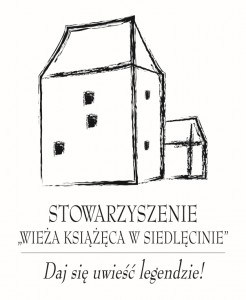 STOWARZYSZENIE
„WIEŻA KSIĄŻĘCA W SIEDLĘCINIE”
Daj się uwieść legendzie!